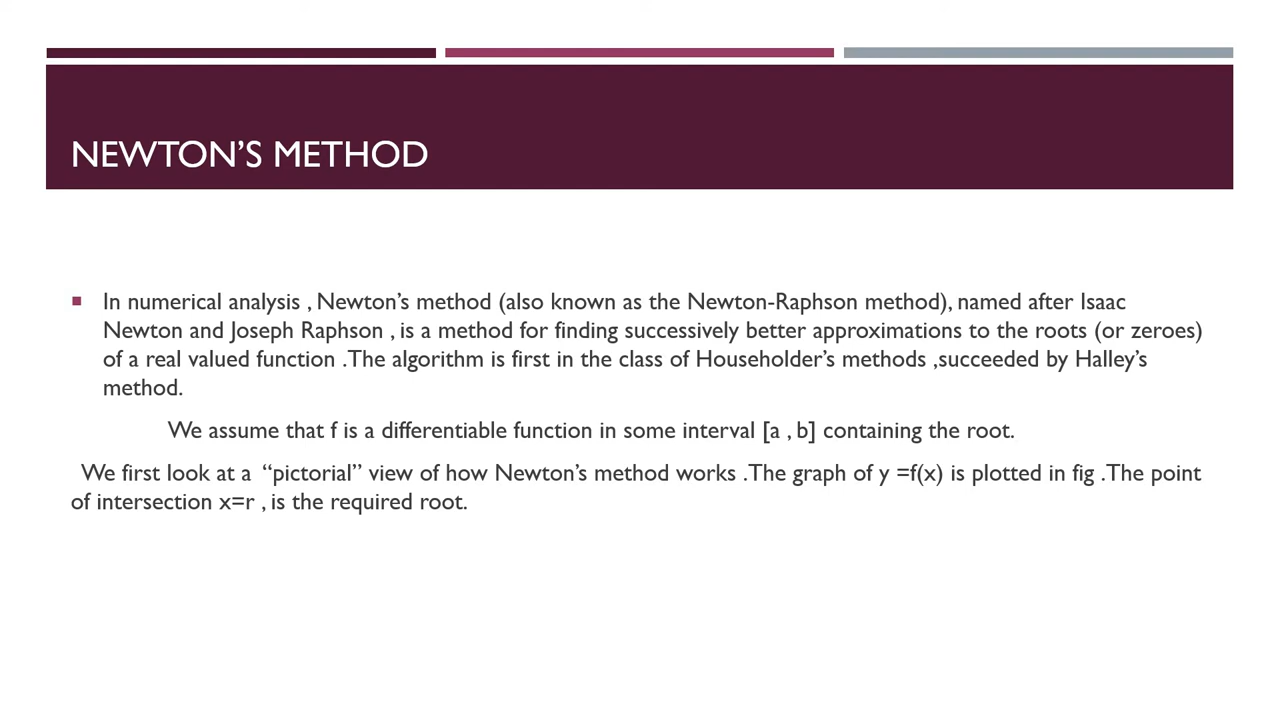 NEWTON’S METHOD
In numerical analysis , Newton’s method (also known as the Newton-Raphson method), named after Isaac
Newton and Joseph Raphson , is a method for finding successively better approximations to the roots (or zeroes)
of a real valued function .The algorithm is first in the class of Householder’s methods ,succeeded by Halley’s
method.
We assume that f is a differentiable function in some interval [a , b] containing the root.
We first look at a “pictorial” view of how Newton’s method works .The graph of y =f(x) is plotted in fig .The point
of intersection x=r , is the required root.